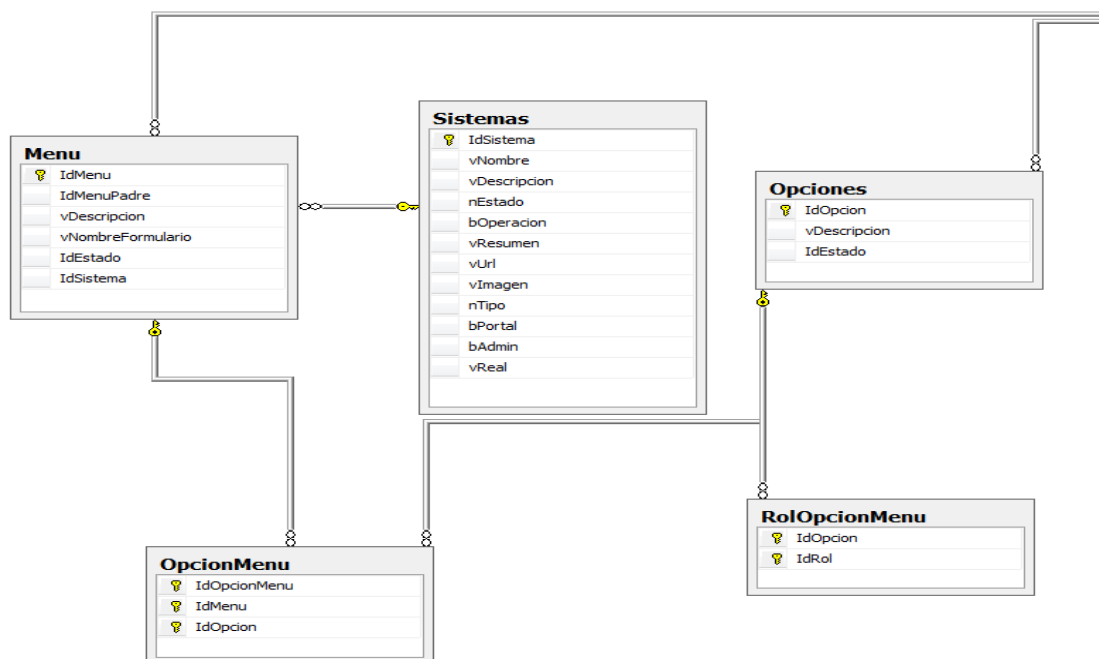 Menu
IdMenu
IdMenuPadre
vDescripcion
vNombreFormulario
IdEstado
IdSistema
Sistemas
IdSistema
vNombre
vDescripcion
nEstado
bOperacion
vResumen
vUrl
vImagen
nTipo
bPortal
bAdmin
vReal
Opciones
IdOpcion
vDescripcion
IdEstado
OpcionMenu
IdOpcionMenu
IdMenu
IdOpcion
RolOpcionMenu
IdOpcion
IdRol